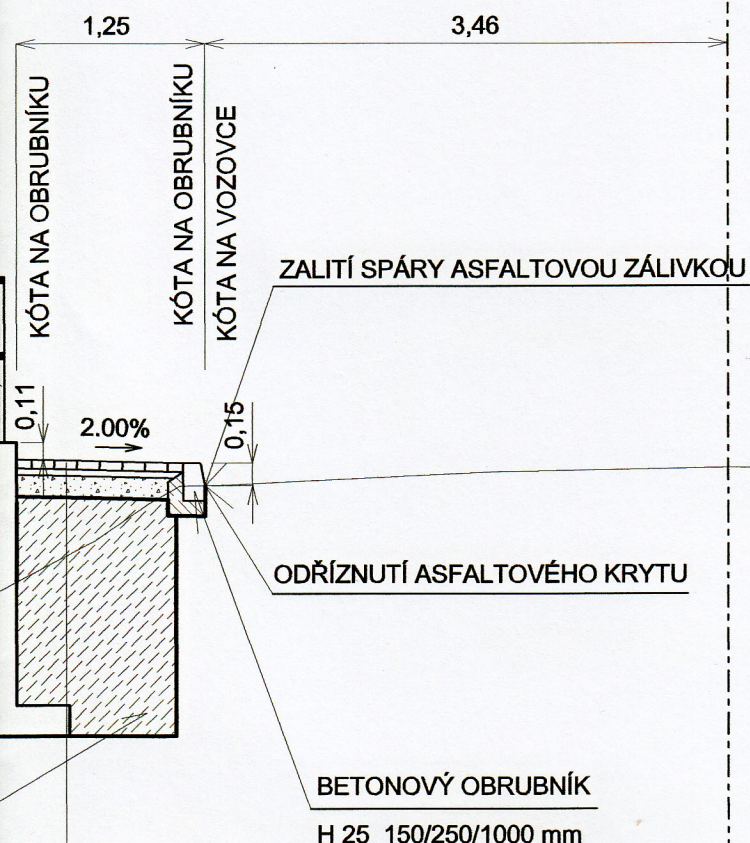 1,25
3,46
KÓTA NA OBRUBNÍKU
KÓTA NA OBRUBNÍKU
KÓTA NA VOZOVCE
ZALITÍ SPÁRY ASFALTOVOU ZÁLIVKOU
0,11
2.00%
0,15
ODŘÍZNUTÍ ASFALTOVÉHO KRYTU
BETONOVÝ OBRUBNÍK
H 25 150/250/1000 mm